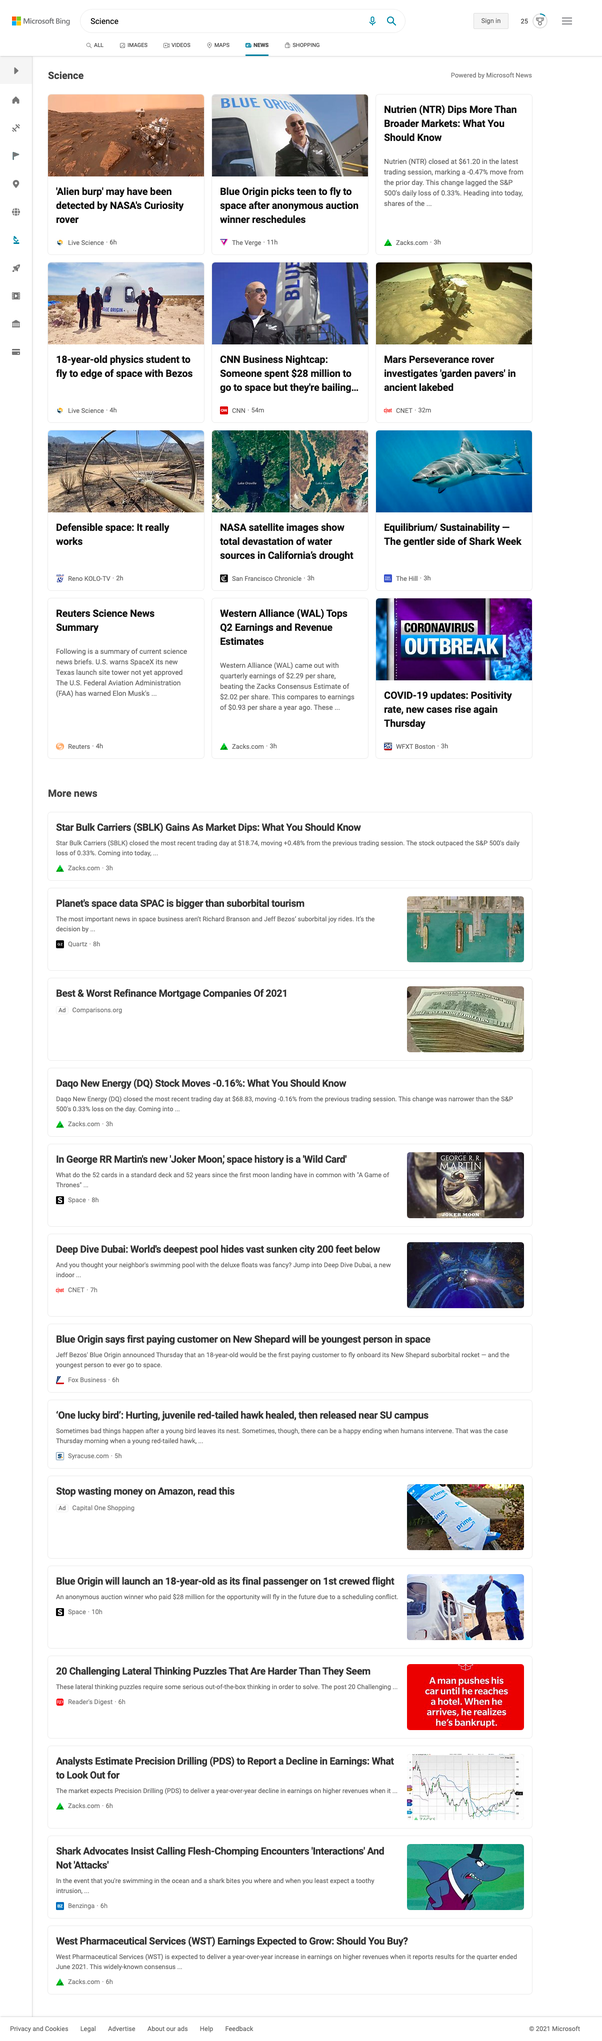 Microsoft Bing
Science
Sign in
25
ALL
IMAGES
VIDEOS
MAPS
NEWS
SHOPPING
Science
Powered by Microsoft News
'Alien burp' may have been
detected by NASA's Curiosity
rover
Live Science · 6h
BLUE ORIGIN
Blue Origin picks teen to fly to
space after anonymous auction
winner reschedules
The Verge · 11h
Nutrien (NTR) Dips More Than
Broader Markets: What You
Should Know
Nutrien (NTR) closed at $61.20 in the latest
trading session, marking a -0.47% move from
the prior day. This change lagged the S&P
500's daily loss of 0.33%. Heading into today,
shares of the ...
Zacks.com · 3h
18-year-old physics student to
fly to edge of space with Bezos
Live Science · 4h
BLUE
CNN Business Nightcap:
Someone spent $28 million to
go to space but they're bailing...
CNN · 54m
Mars Perseverance rover
investigates 'garden pavers' in
ancient lakebed
CNET · 32m
Defensible space: It really
works
Reno KOLO-TV · 2h
Lake Oroville
Lake Oroville
NASA satellite images show
total devastation of water
sources in California's drought
San Francisco Chronicle · 3h
Equilibrium/ Sustainability —
The gentler side of Shark Week
The Hill · 3h
Reuters Science News
Summary
Following is a summary of current science
news briefs. U.S. warns SpaceX its new
Texas launch site tower not yet approved
The U.S. Federal Aviation Administration
(FAA) has warned Elon Musk's ...
Reuters · 4h
Western Alliance (WAL) Tops
Q2 Earnings and Revenue
Estimates
Western Alliance (WAL) came out with
quarterly earnings of $2.29 per share,
beating the Zacks Consensus Estimate of
$2.02 per share. This compares to earnings
of $0.93 per share a year ago. These ...
Zacks.com · 3h
CORONAVIRUS
OUTBREAK
COVID-19 updates: Positivity
rate, new cases rise again
Thursday
WFXT Boston · 3h
More news
Star Bulk Carriers (SBLK) Gains As Market Dips: What You Should Know
Star Bulk Carriers (SBLK) closed the most recent trading day at $18.74, moving +0.48% from the previous trading session. The stock outpaced the S&P 500's daily
loss of 0.33%. Coming into today, ...
Zacks.com · 3h
Planet's space data SPAC is bigger than suborbital tourism
The most important news in space business aren't Richard Branson and Jeff Bezos' suborbital joy rides. It's the
decision by ...
Quartz · 8h
Best & Worst Refinance Mortgage Companies Of 2021
Ad Comparisons.org
Daqo New Energy (DQ) Stock Moves -0.16%: What You Should Know
Daqo New Energy (DQ) closed the most recent trading day at $68.83, moving -0.16% from the previous trading session. This change was narrower than the S&P
500's 0.33% loss on the day. Coming into ...
Zacks.com · 3h
In George RR Martin's new 'Joker Moon,' space history is a 'Wild Card'
What do the 52 cards in a standard deck and 52 years since the first moon landing have in common with "A Game of
Thrones" ...
Space · 8h
GEORGE R. R.
MARTIN
JOKER MOON
Deep Dive Dubai: World's deepest pool hides vast sunken city 200 feet below
And you thought your neighbor's swimming pool with the deluxe floats was fancy? Jump into Deep Dive Dubai, a new
indoor ...
CNET · 7h
Blue Origin says first paying customer on New Shepard will be youngest person in space
Jeff Bezos' Blue Origin announced Thursday that an 18-year-old would be the first paying customer to fly onboard its New Shepard suborbital rocket — and the
youngest person to ever go to space.
Fox Business · 6h
'One lucky bird': Hurting, juvenile red-tailed hawk healed, then released near SU campus
Sometimes bad things happen after a young bird leaves its nest. Sometimes, though, there can be a happy ending when humans intervene. That was the case
Thursday morning when a young red-tailed hawk, ...
Syracuse.com · 5h
Stop wasting money on Amazon, read this
Ad Capital One Shopping
prime
prime
Blue Origin will launch an 18-year-old as its final passenger on 1st crewed flight
An anonymous auction winner who paid $28 million for the opportunity will fly in the future due to a scheduling conflict.
Space · 10h
20 Challenging Lateral Thinking Puzzles That Are Harder Than They Seem
These lateral thinking puzzles require some serious out-of-the-box thinking in order to solve. The post 20 Challenging ...
Reader's Digest · 6h
A man pushes his
car until he reaches
a hotel. When he
arrives, he realizes
he's bankrupt.
Analysts Estimate Precision Drilling (PDS) to Report a Decline in Earnings: What
to Look Out for
The market expects Precision Drilling (PDS) to deliver a year-over-year decline in earnings on higher revenues when it ...
Zacks.com · 6h
Shark Advocates Insist Calling Flesh-Chomping Encounters 'Interactions' And
Not 'Attacks'
In the event that you're swimming in the ocean and a shark bites you where and when you least expect a toothy
intrusion, ...
Benzinga · 6h
West Pharmaceutical Services (WST) Earnings Expected to Grow: Should You Buy?
West Pharmaceutical Services (WST) is expected to deliver a year-over-year increase in earnings on higher revenues when it reports results for the quarter ended
June 2021. This widely-known consensus ...
Zacks.com · 6h
Privacy and Cookies
Legal
Advertise
About our ads
Help
Feedback
© 2021 Microsoft